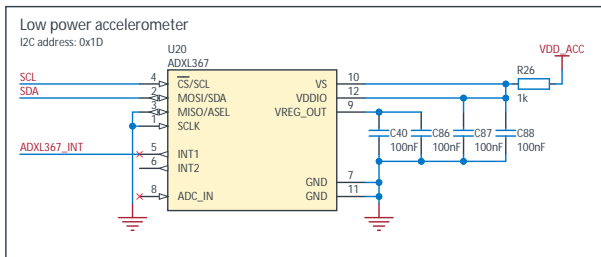 Low power accelerometer
I2C address: 0x1D
U20
ADXL367
VDD_ACC
SCL 4 CS/SCL VS 10 R26
SDA 2 MOSI/SDA VDDIO 12 1k
3 MISO/ASEL VREG_OUT 9
1 SCLK
C40 C86 C87 C88
100nF 100nF 100nF 100nF
ADXL367_INT 5 INT1
6 INT2
GND 7
8 ADC_IN GND 11